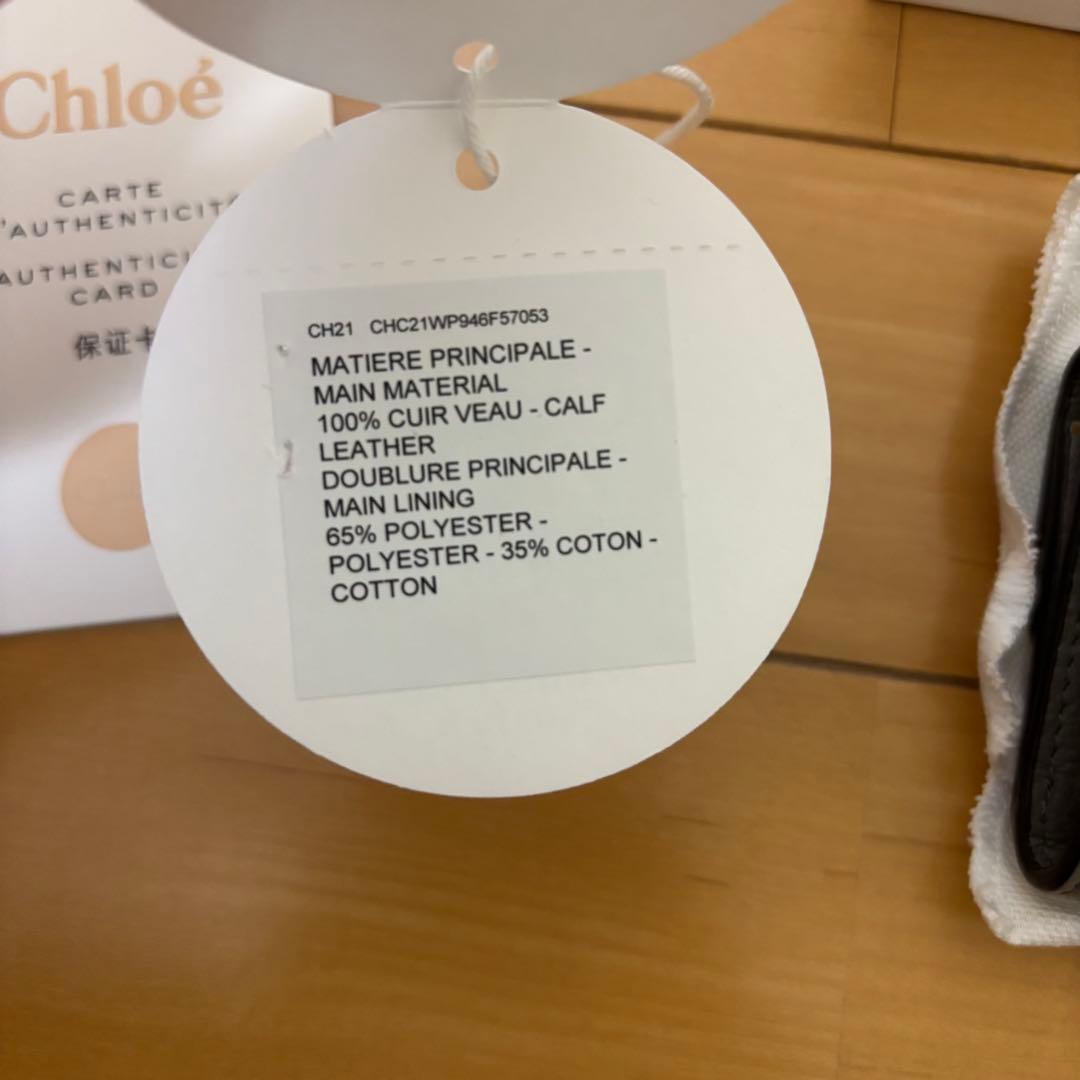 Chloé
CARTE
'AUTHENTICIT
AUTHENTICI
CARD
保证卡
CH21 CHC21WP946F57053
MATIERE PRINCIPALE -
MAIN MATERIAL
100% CUIR VEAU - CALF
LEATHER
DOUBLURE PRINCIPALE -
MAIN LINING
65% POLYESTER -
POLYESTER - 35% COTON -
COTTON